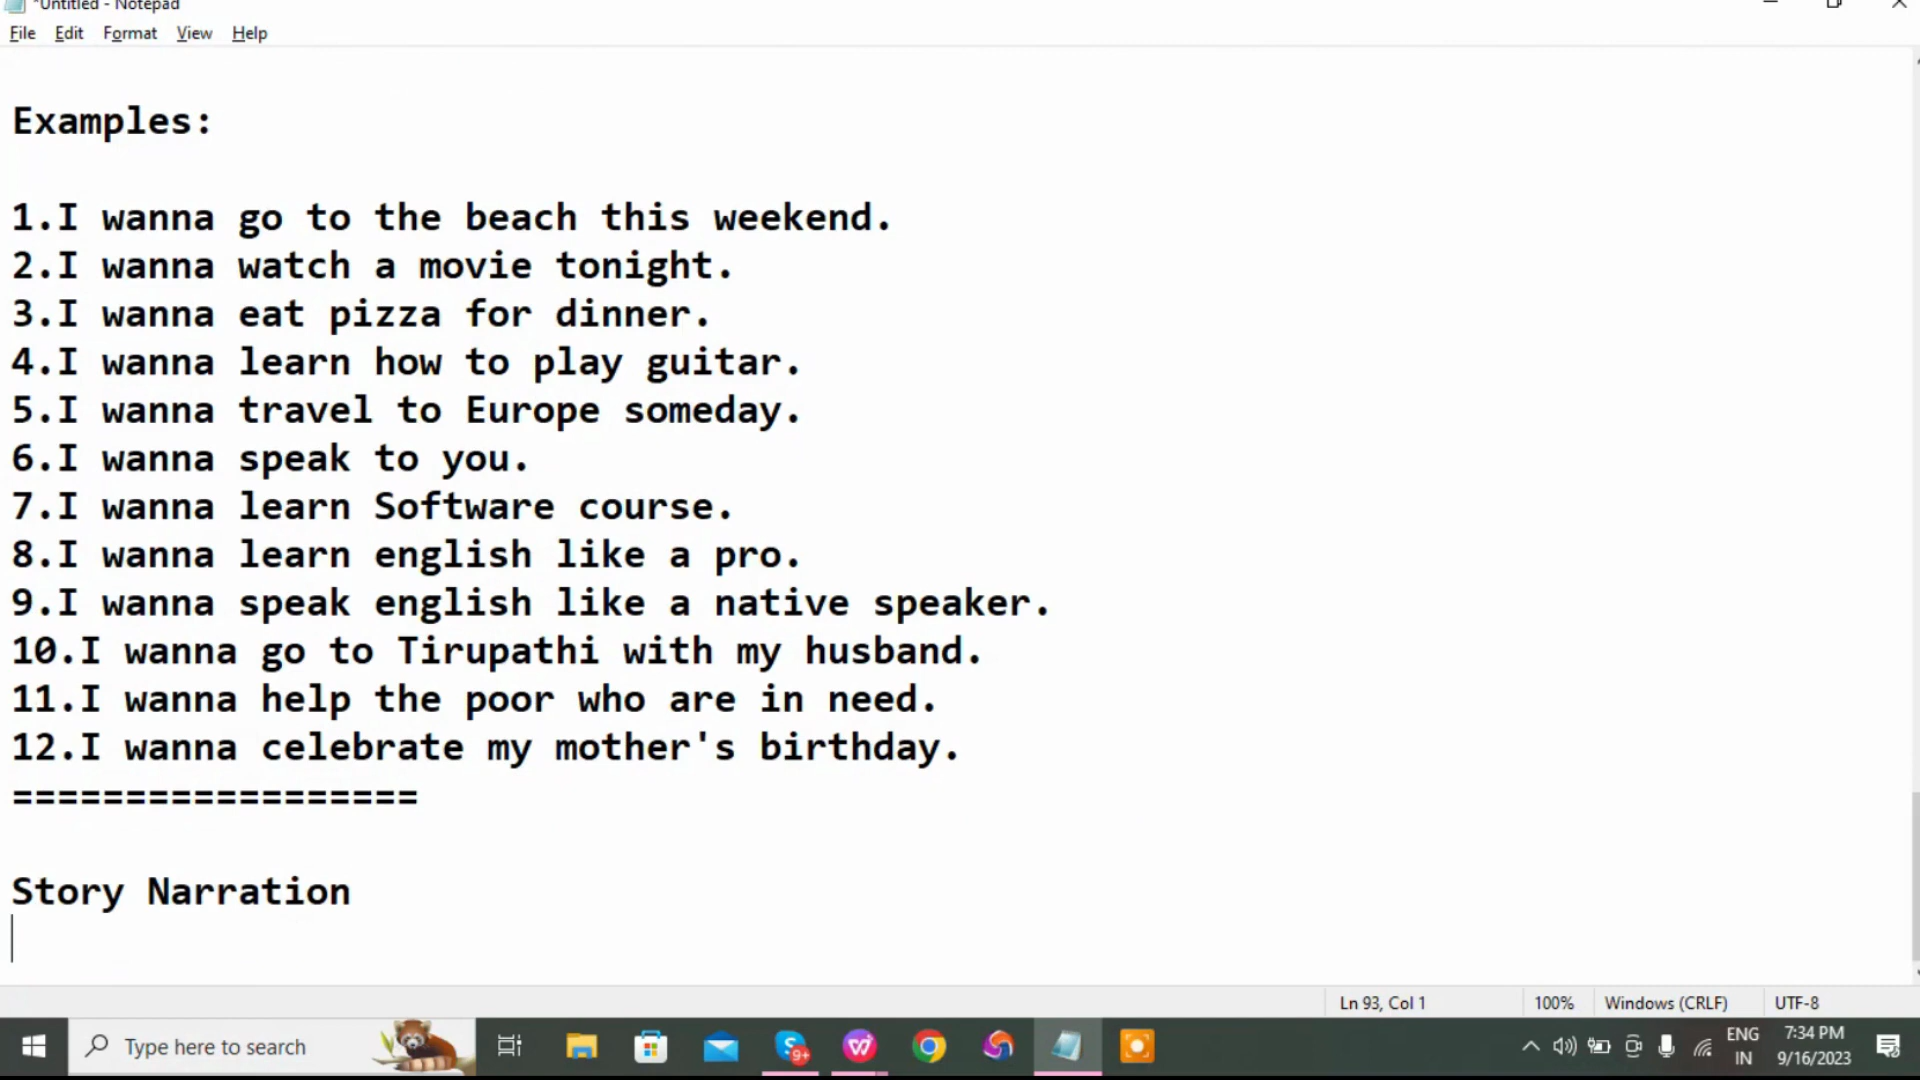 *Untitled - Notepad
File Edit Format View Help
Examples:
1.I wanna go to the beach this weekend.
2.I wanna watch a movie tonight.
3.I wanna eat pizza for dinner.
4.I wanna learn how to play guitar.
5.I wanna travel to Europe someday.
6.I wanna speak to you.
7.I wanna learn Software course.
8.I wanna learn english like a pro.
9.I wanna speak english like a native speaker.
10.I wanna go to Tirupathi with my husband.
11.I wanna help the poor who are in need.
12.I wanna celebrate my mother's birthday.
==================
Story Narration
Ln 93, Col 1 100% Windows (CRLF) UTF-8
Type here to search S 9+ ENG 7:34 PM
IN 9/16/2023